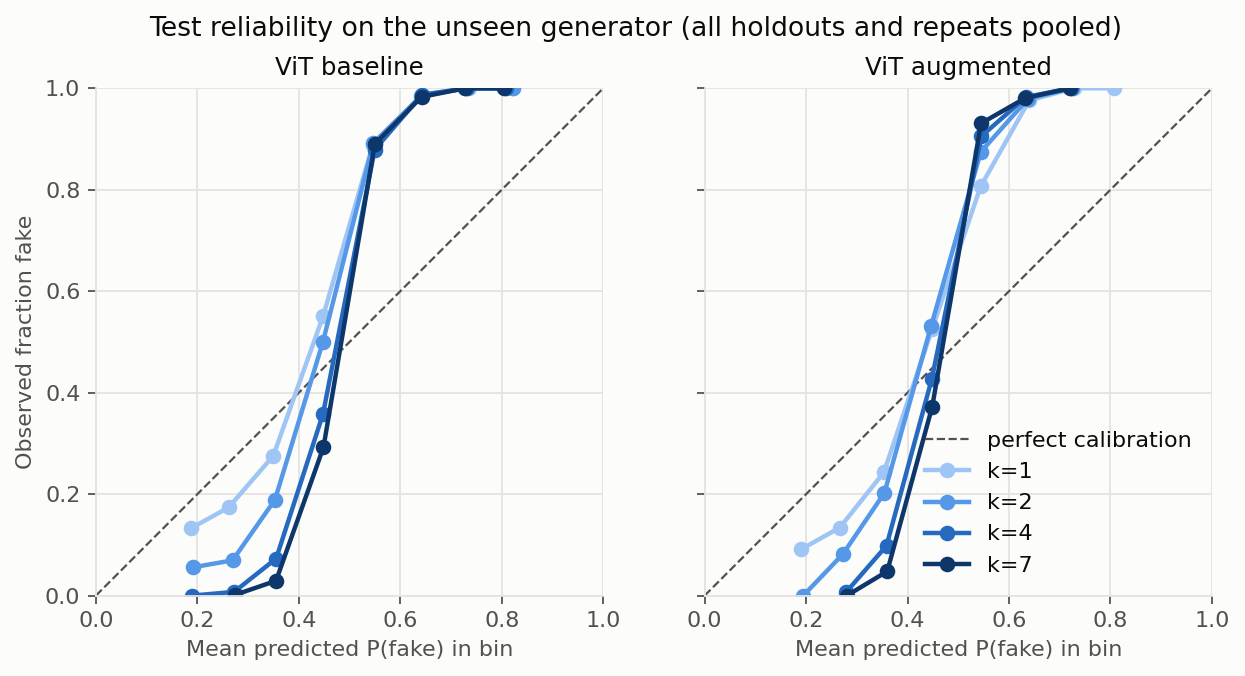 Test reliability on the unseen generator (all holdouts and repeats pooled)
ViT baseline
ViT augmented
Observed fraction fake
1.0
0.8
0.6
0.4
0.2
0.0
0.0 0.2 0.4 0.6 0.8 1.0
Mean predicted P(fake) in bin
perfect calibration
k=1
k=2
k=4
k=7
0.0 0.2 0.4 0.6 0.8 1.0
Mean predicted P(fake) in bin